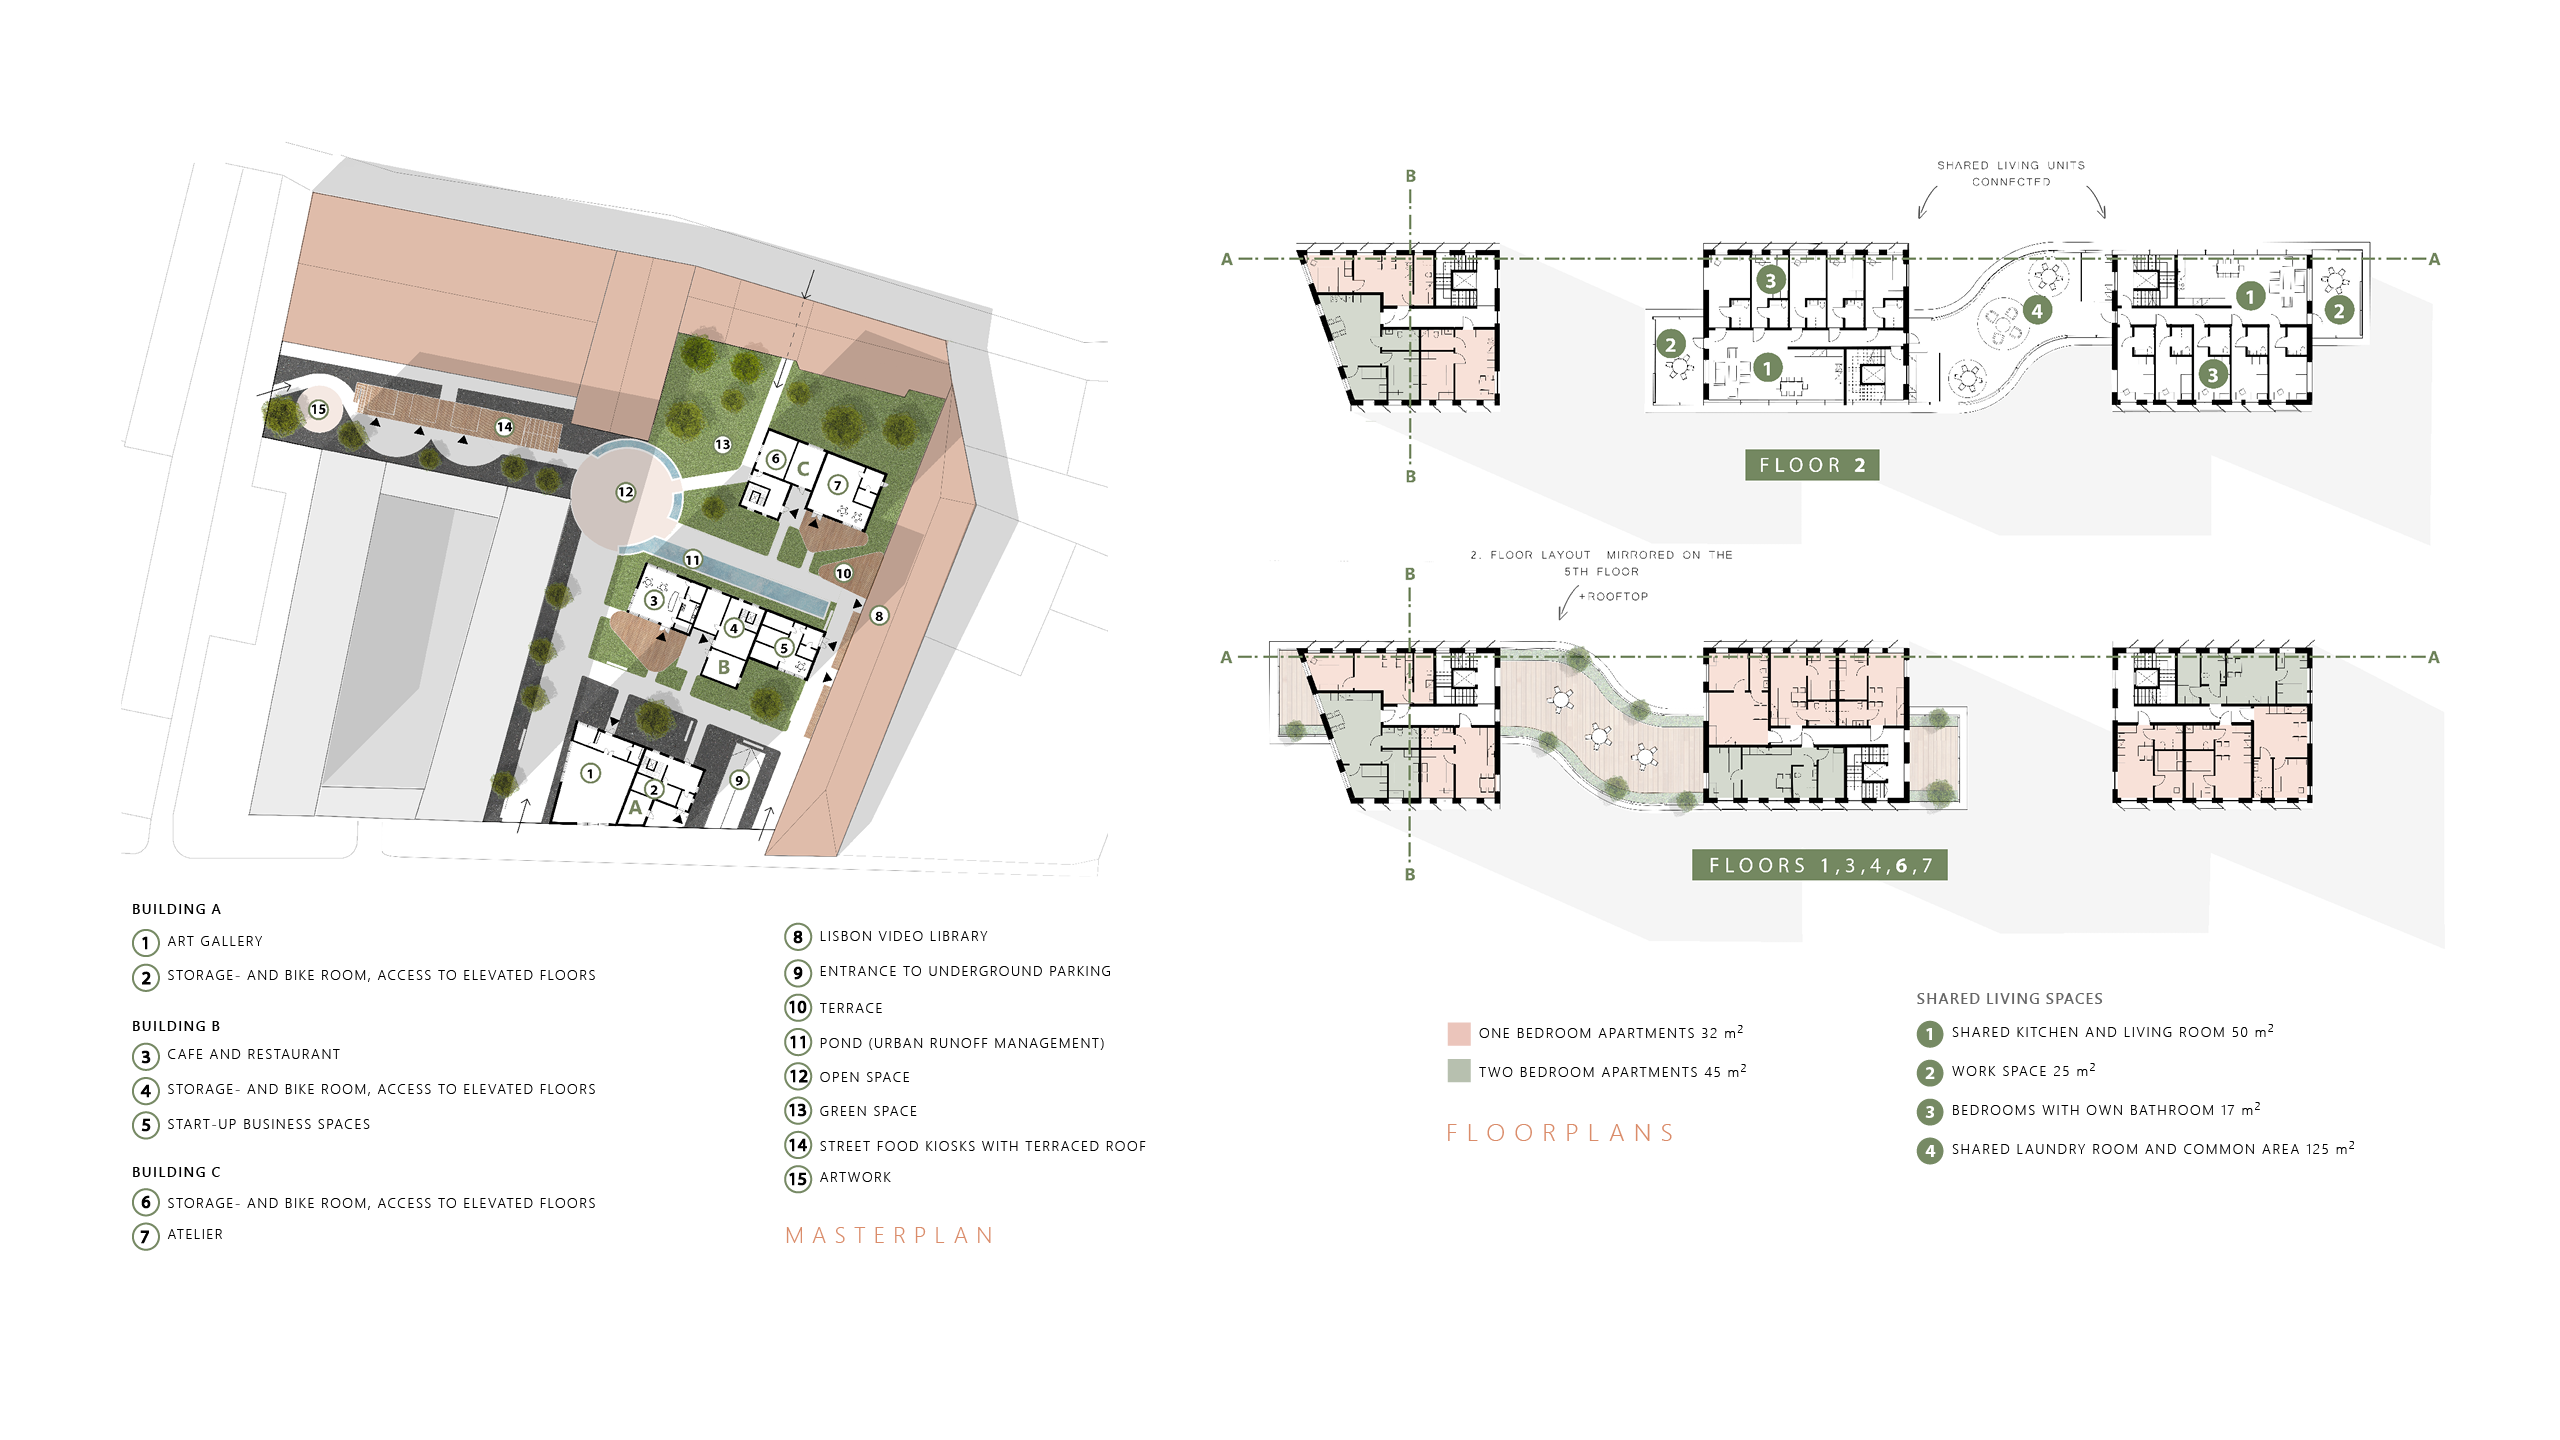 15
14
12
13
6
C
7
11
10
3
4
8
5
B
1
2
A
9
BUILDING A
1 ART GALLERY
2 STORAGE- AND BIKE ROOM, ACCESS TO ELEVATED FLOORS
BUILDING B
3 CAFE AND RESTAURANT
4 STORAGE- AND BIKE ROOM, ACCESS TO ELEVATED FLOORS
5 START-UP BUSINESS SPACES
BUILDING C
6 STORAGE- AND BIKE ROOM, ACCESS TO ELEVATED FLOORS
7 ATELIER
8 LISBON VIDEO LIBRARY
9 ENTRANCE TO UNDERGROUND PARKING
10 TERRACE
11 POND (URBAN RUNOFF MANAGEMENT)
12 OPEN SPACE
13 GREEN SPACE
14 STREET FOOD KIOSKS WITH TERRACED ROOF
15 ARTWORK
MASTERPLAN
SHARED LIVING UNITS
CONNECTED
B
A
A
3
1
4
2
2
1
3
B
FLOOR 2
2. FLOOR LAYOUT MIRRORED ON THE
5TH FLOOR
+ROOFTOP
B
A
A
B
FLOORS 1,3,4,6,7
ONE BEDROOM APARTMENTS 32 m²
TWO BEDROOM APARTMENTS 45 m²
FLOORPLANS
SHARED LIVING SPACES
1 SHARED KITCHEN AND LIVING ROOM 50 m²
2 WORK SPACE 25 m²
3 BEDROOMS WITH OWN BATHROOM 17 m²
4 SHARED LAUNDRY ROOM AND COMMON AREA 125 m²